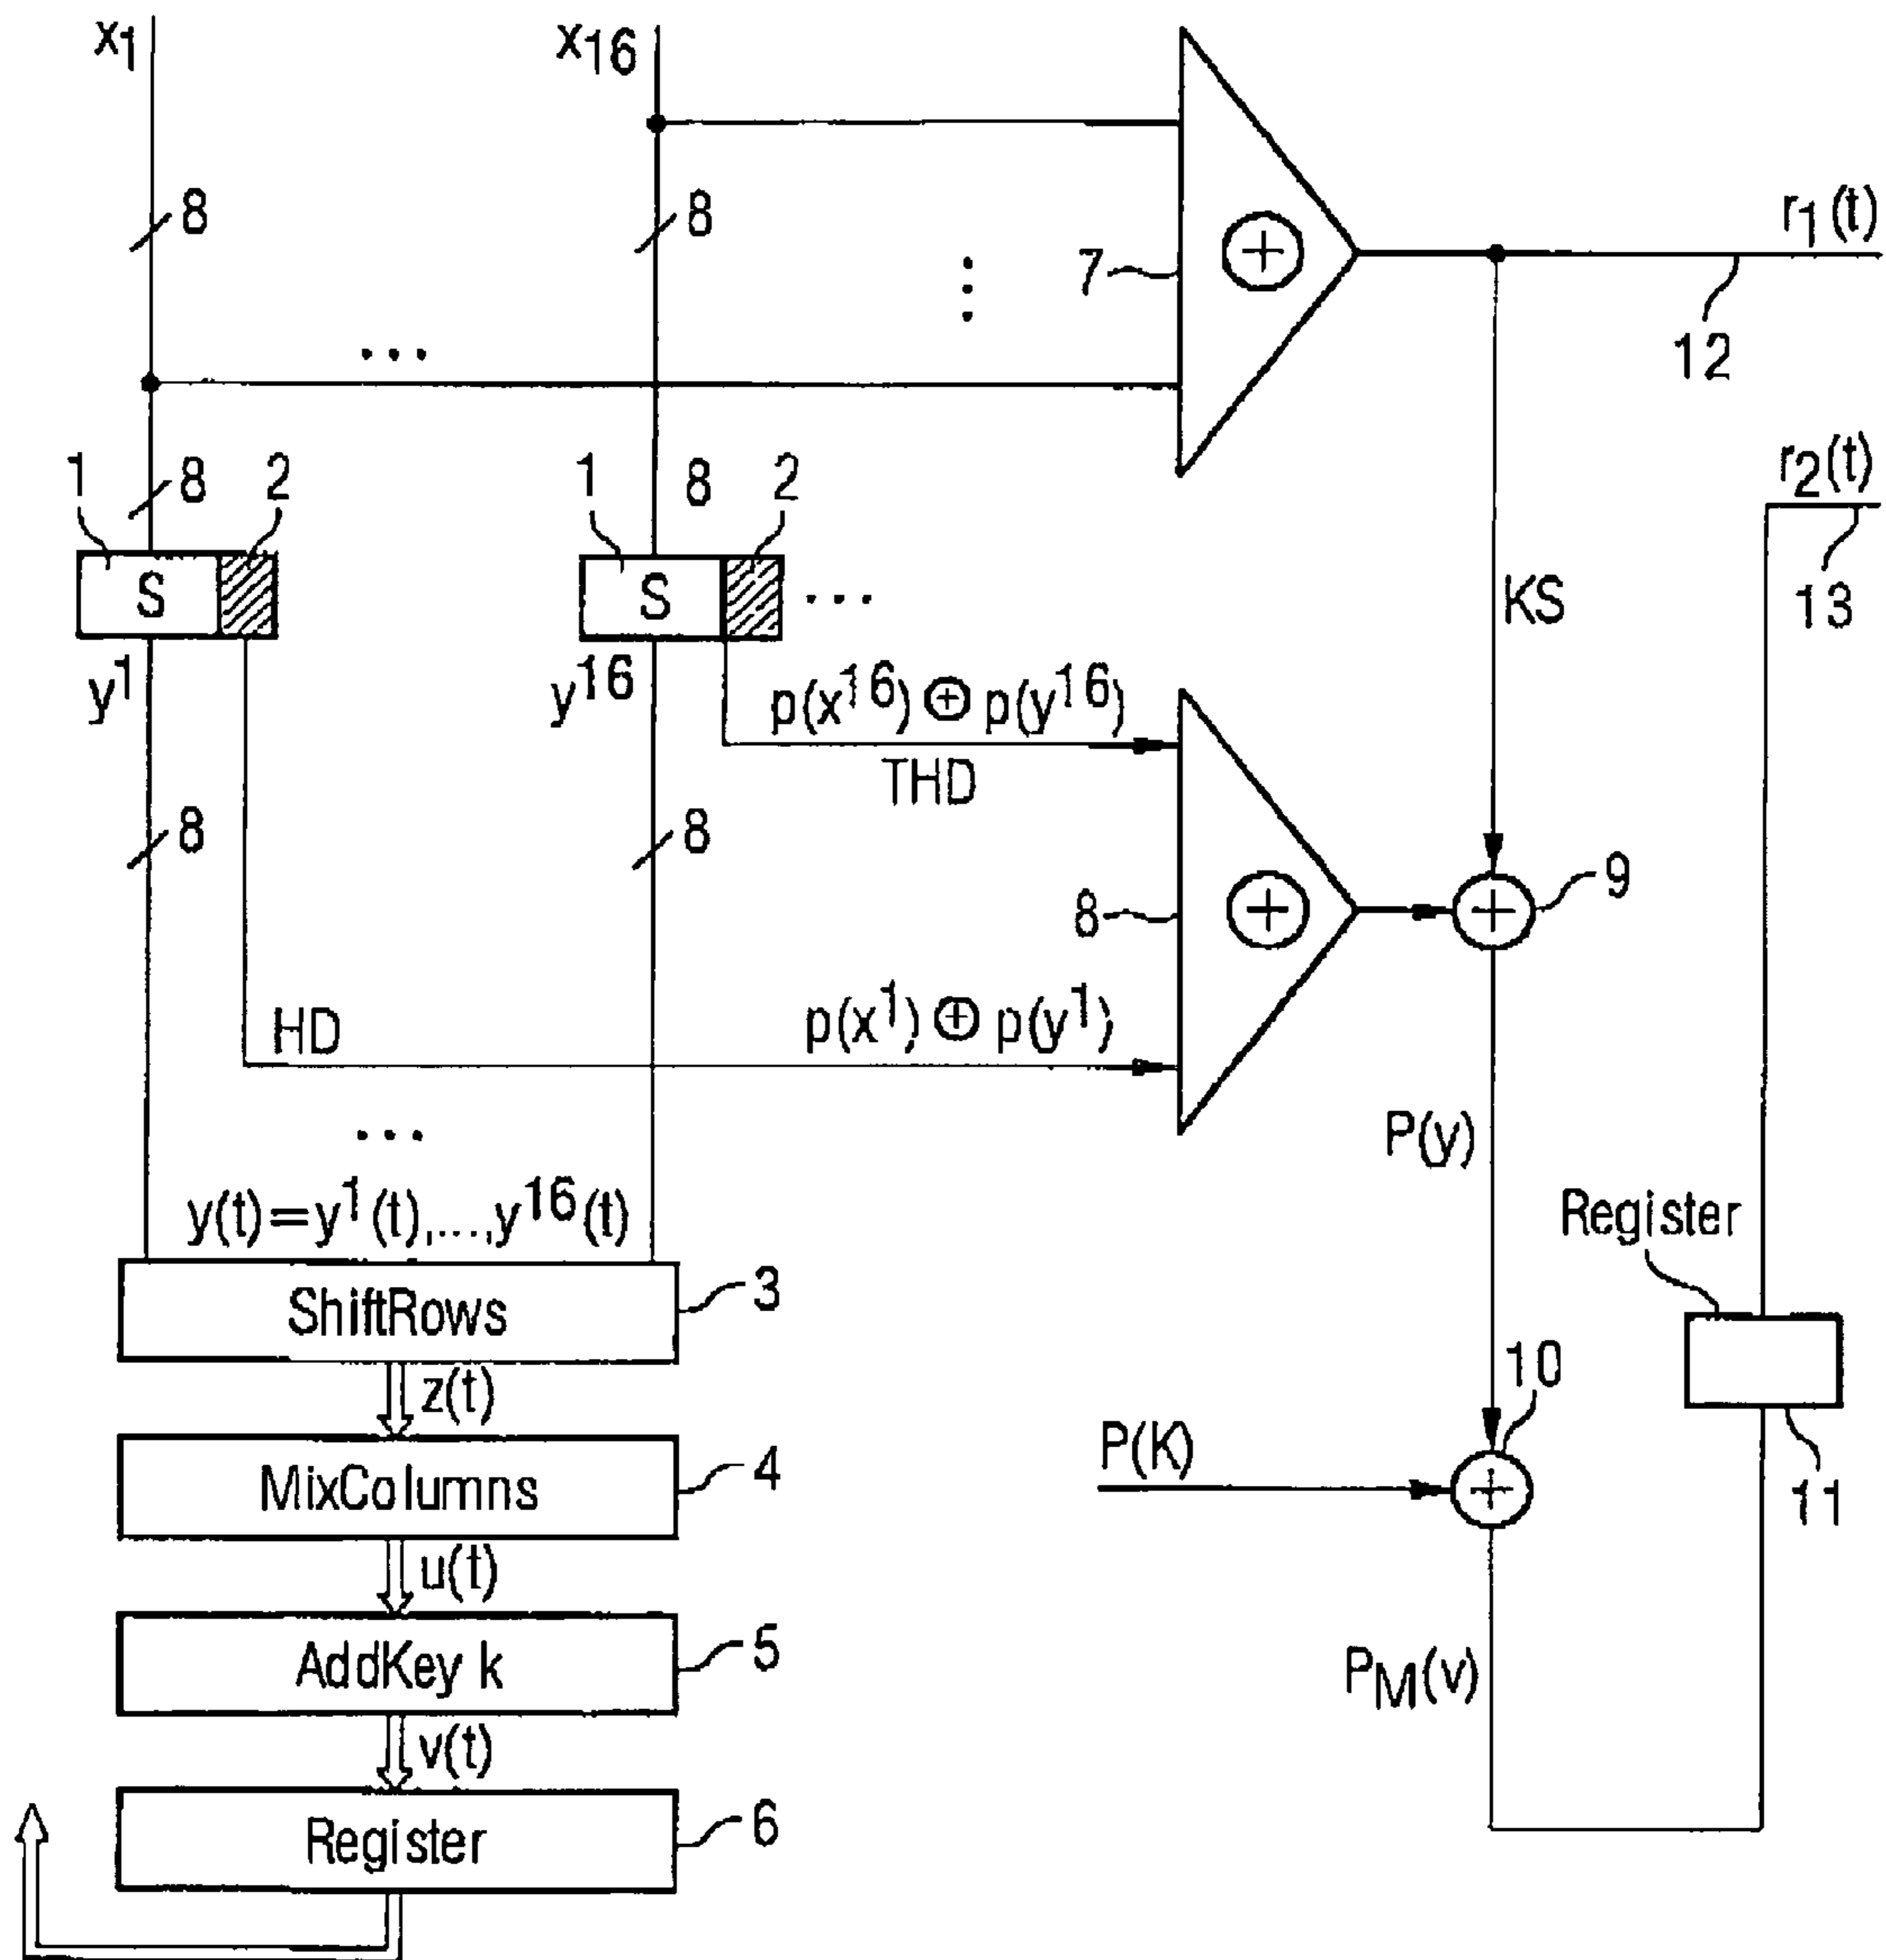 x1 x16
8 8
7
r1(t)
12
...
r2(t)
1 8 2 1 8 2
13
S S ...
KS
y1 y16
p(x16) ⊕ p(y16)
THD
8 8
8
9
HD p(x1) ⊕ p(y1)
P(y)
...
y(t)=y1(t),...,y16(t)
Register
ShiftRows 3
z(t)
10
P(K)
MixColumns 4
11
u(t)
AddKey k 5
PM(v)
v(t)
Register 6